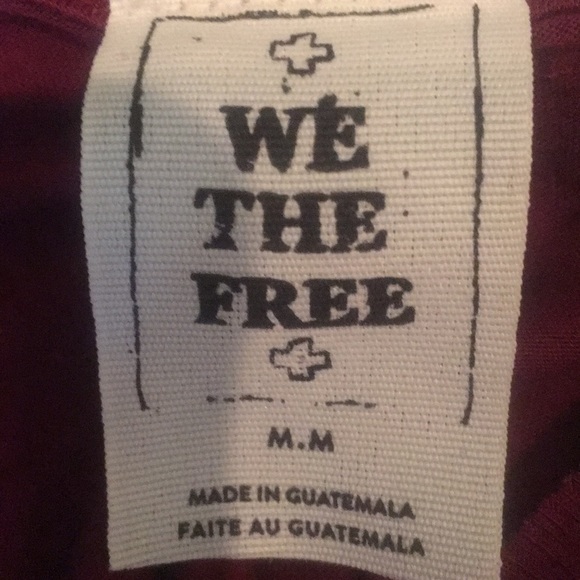 WE
THE
FREE
M.M
MADE IN GUATEMALA
FAITE AU GUATEMALA